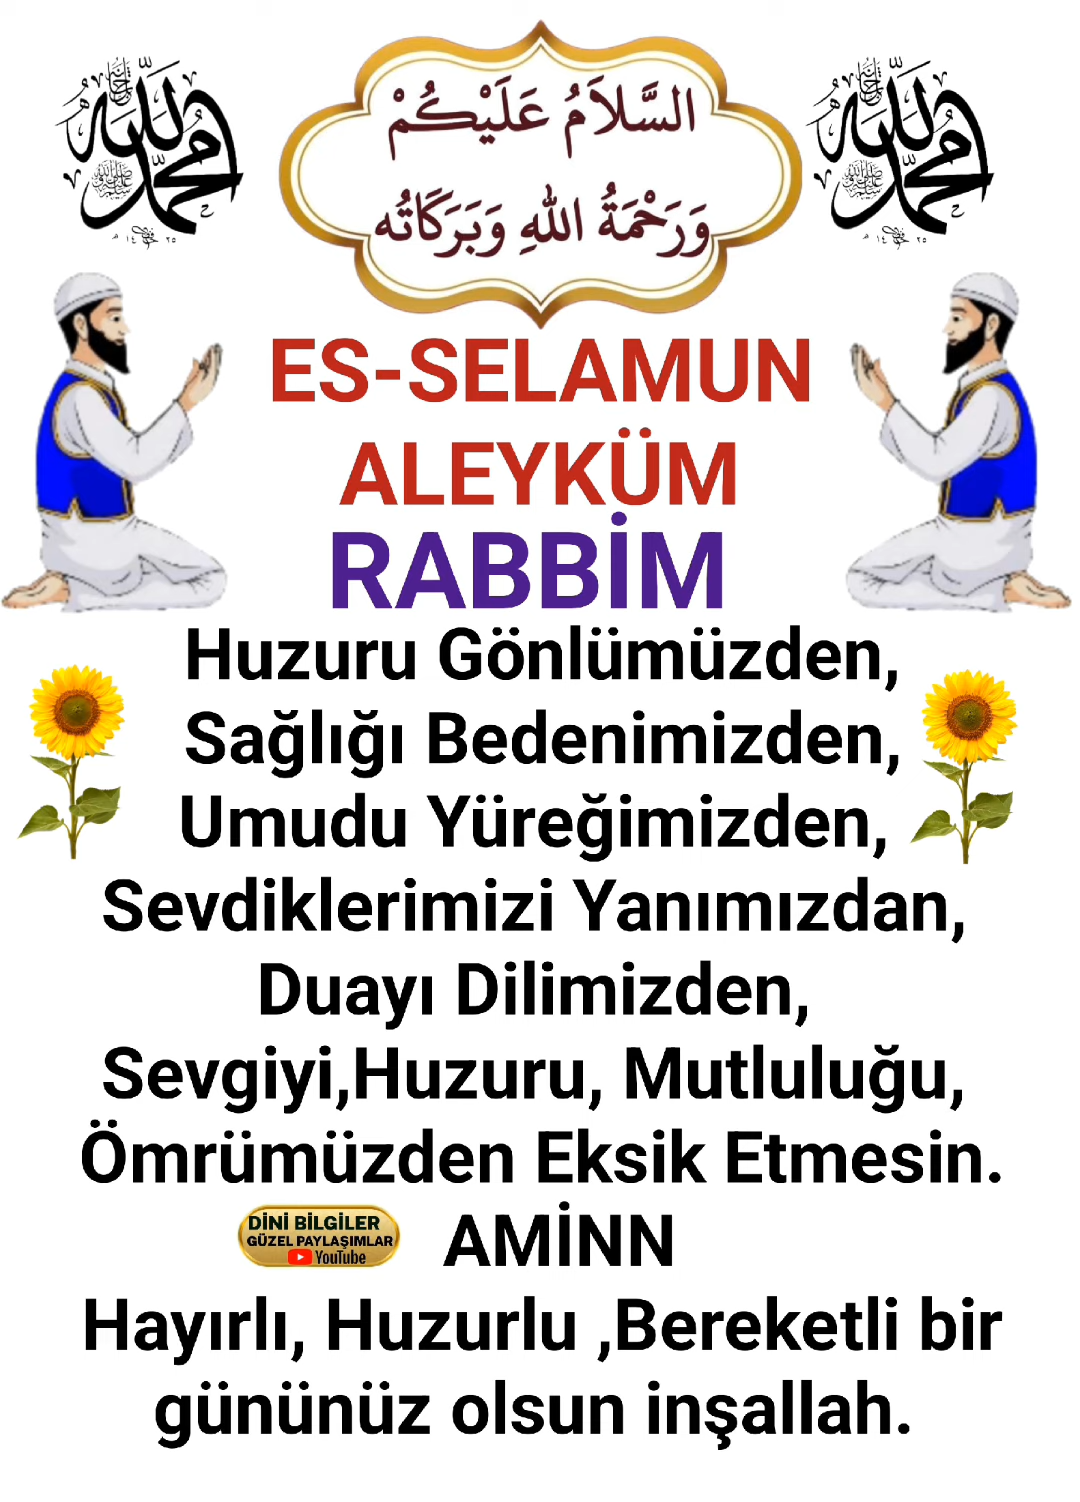 السَّلاَمُ عَلَيْكُمْ
وَرَحْمَةُ اللهِ وَبَرَكَاتُه
ES-SELAMUN
ALEYKÜM
RABBİM
Huzuru Gönlümüzden,
Sağlığı Bedenimizden,
Umudu Yüreğimizden,
Sevdiklerimizi Yanımızdan,
Duayı Dilimizden,
Sevgiyi,Huzuru, Mutluluğu,
Ömrümüzden Eksik Etmesin.
DİNİ BİLGİLER
GÜZEL PAYLAŞIMLAR
YouTube
AMİNN
Hayırlı, Huzurlu ,Bereketli bir
gününüz olsun inşallah.